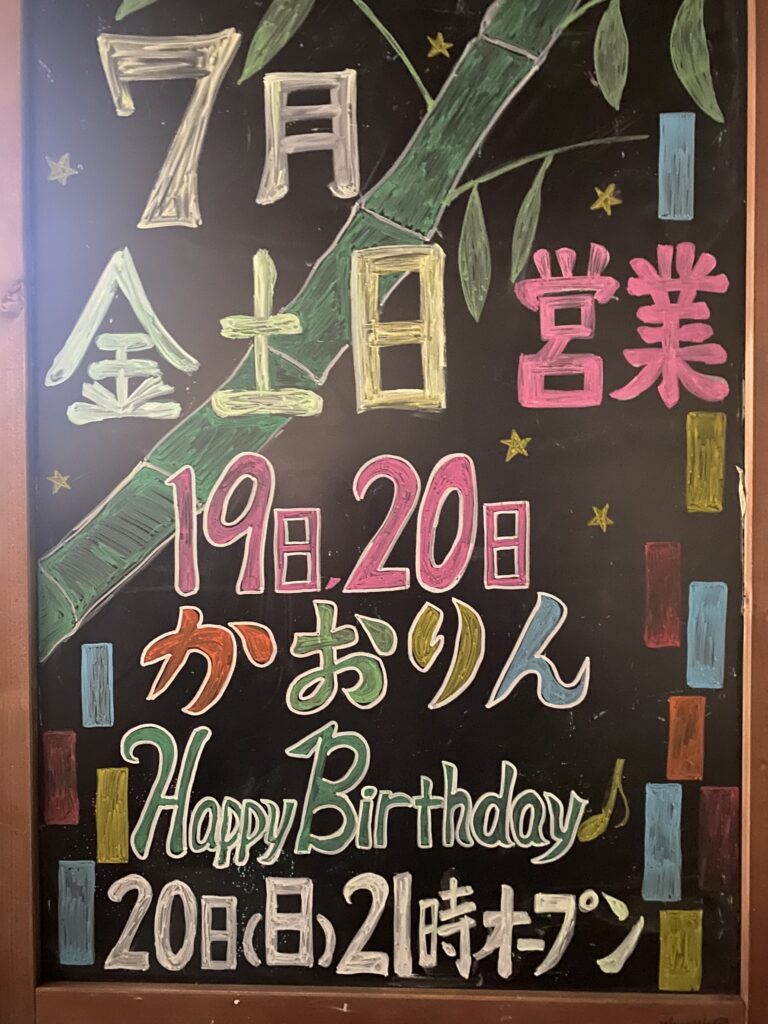 7月
金土日 営業
19日,20日
かおりん
Happy Birthday♪
20日(日)21時オープン